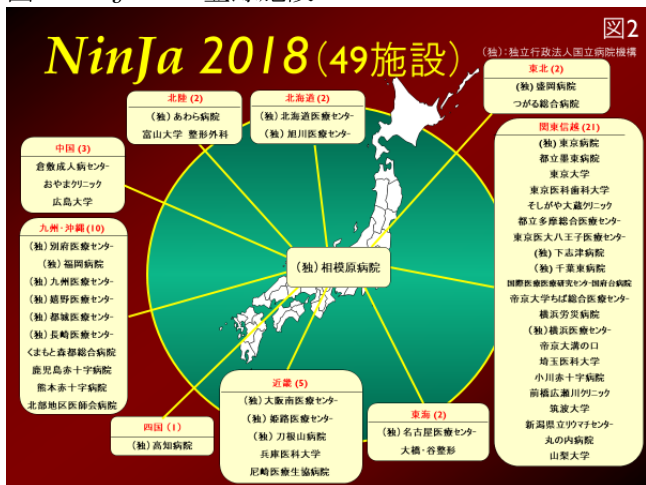 図2
NinJa 2018(49施設)
(独):独立行政法人国立病院機構
東北 (2)
(独) 盛岡病院
つがる総合病院
北陸 (2)
(独) あわら病院
富山大学 整形外科
北海道 (2)
(独) 北海道医療センター
(独) 旭川医療センター
関東信越 (21)
(独) 東京病院
都立墨東病院
東京大学
東京医科歯科大学
そしがや大蔵クリニック
都立多摩総合医療センター
東京医大八王子医療センター
(独) 下志津病院
(独) 千葉東病院
国際医療医療研究センター国府台病院
帝京大学ちば総合医療センター
横浜労災病院
(独) 横浜医療センター
帝京大溝の口
埼玉医科大学
小川赤十字病院
前橋広瀬川クリニック
筑波大学
新潟県立リウマチセンター
丸の内病院
山梨大学
中国 (3)
倉敷成人病センター
おやまクリニック
広島大学
九州・沖縄 (10)
(独) 別府医療センター
(独) 福岡病院
(独) 九州医療センター
(独) 嬉野医療センター
(独) 都城医療センター
(独) 長崎医療センター
くまもと森都総合病院
鹿児島赤十字病院
熊本赤十字病院
北部地区医師会病院
(独) 相模原病院
四国 (1)
(独) 高知病院
近畿 (5)
(独) 大阪南医療センター
(独) 姫路医療センター
(独) 刀根山病院
兵庫医科大学
尼崎医療生協病院
東海 (2)
(独) 名古屋医療センター
大橋・谷整形